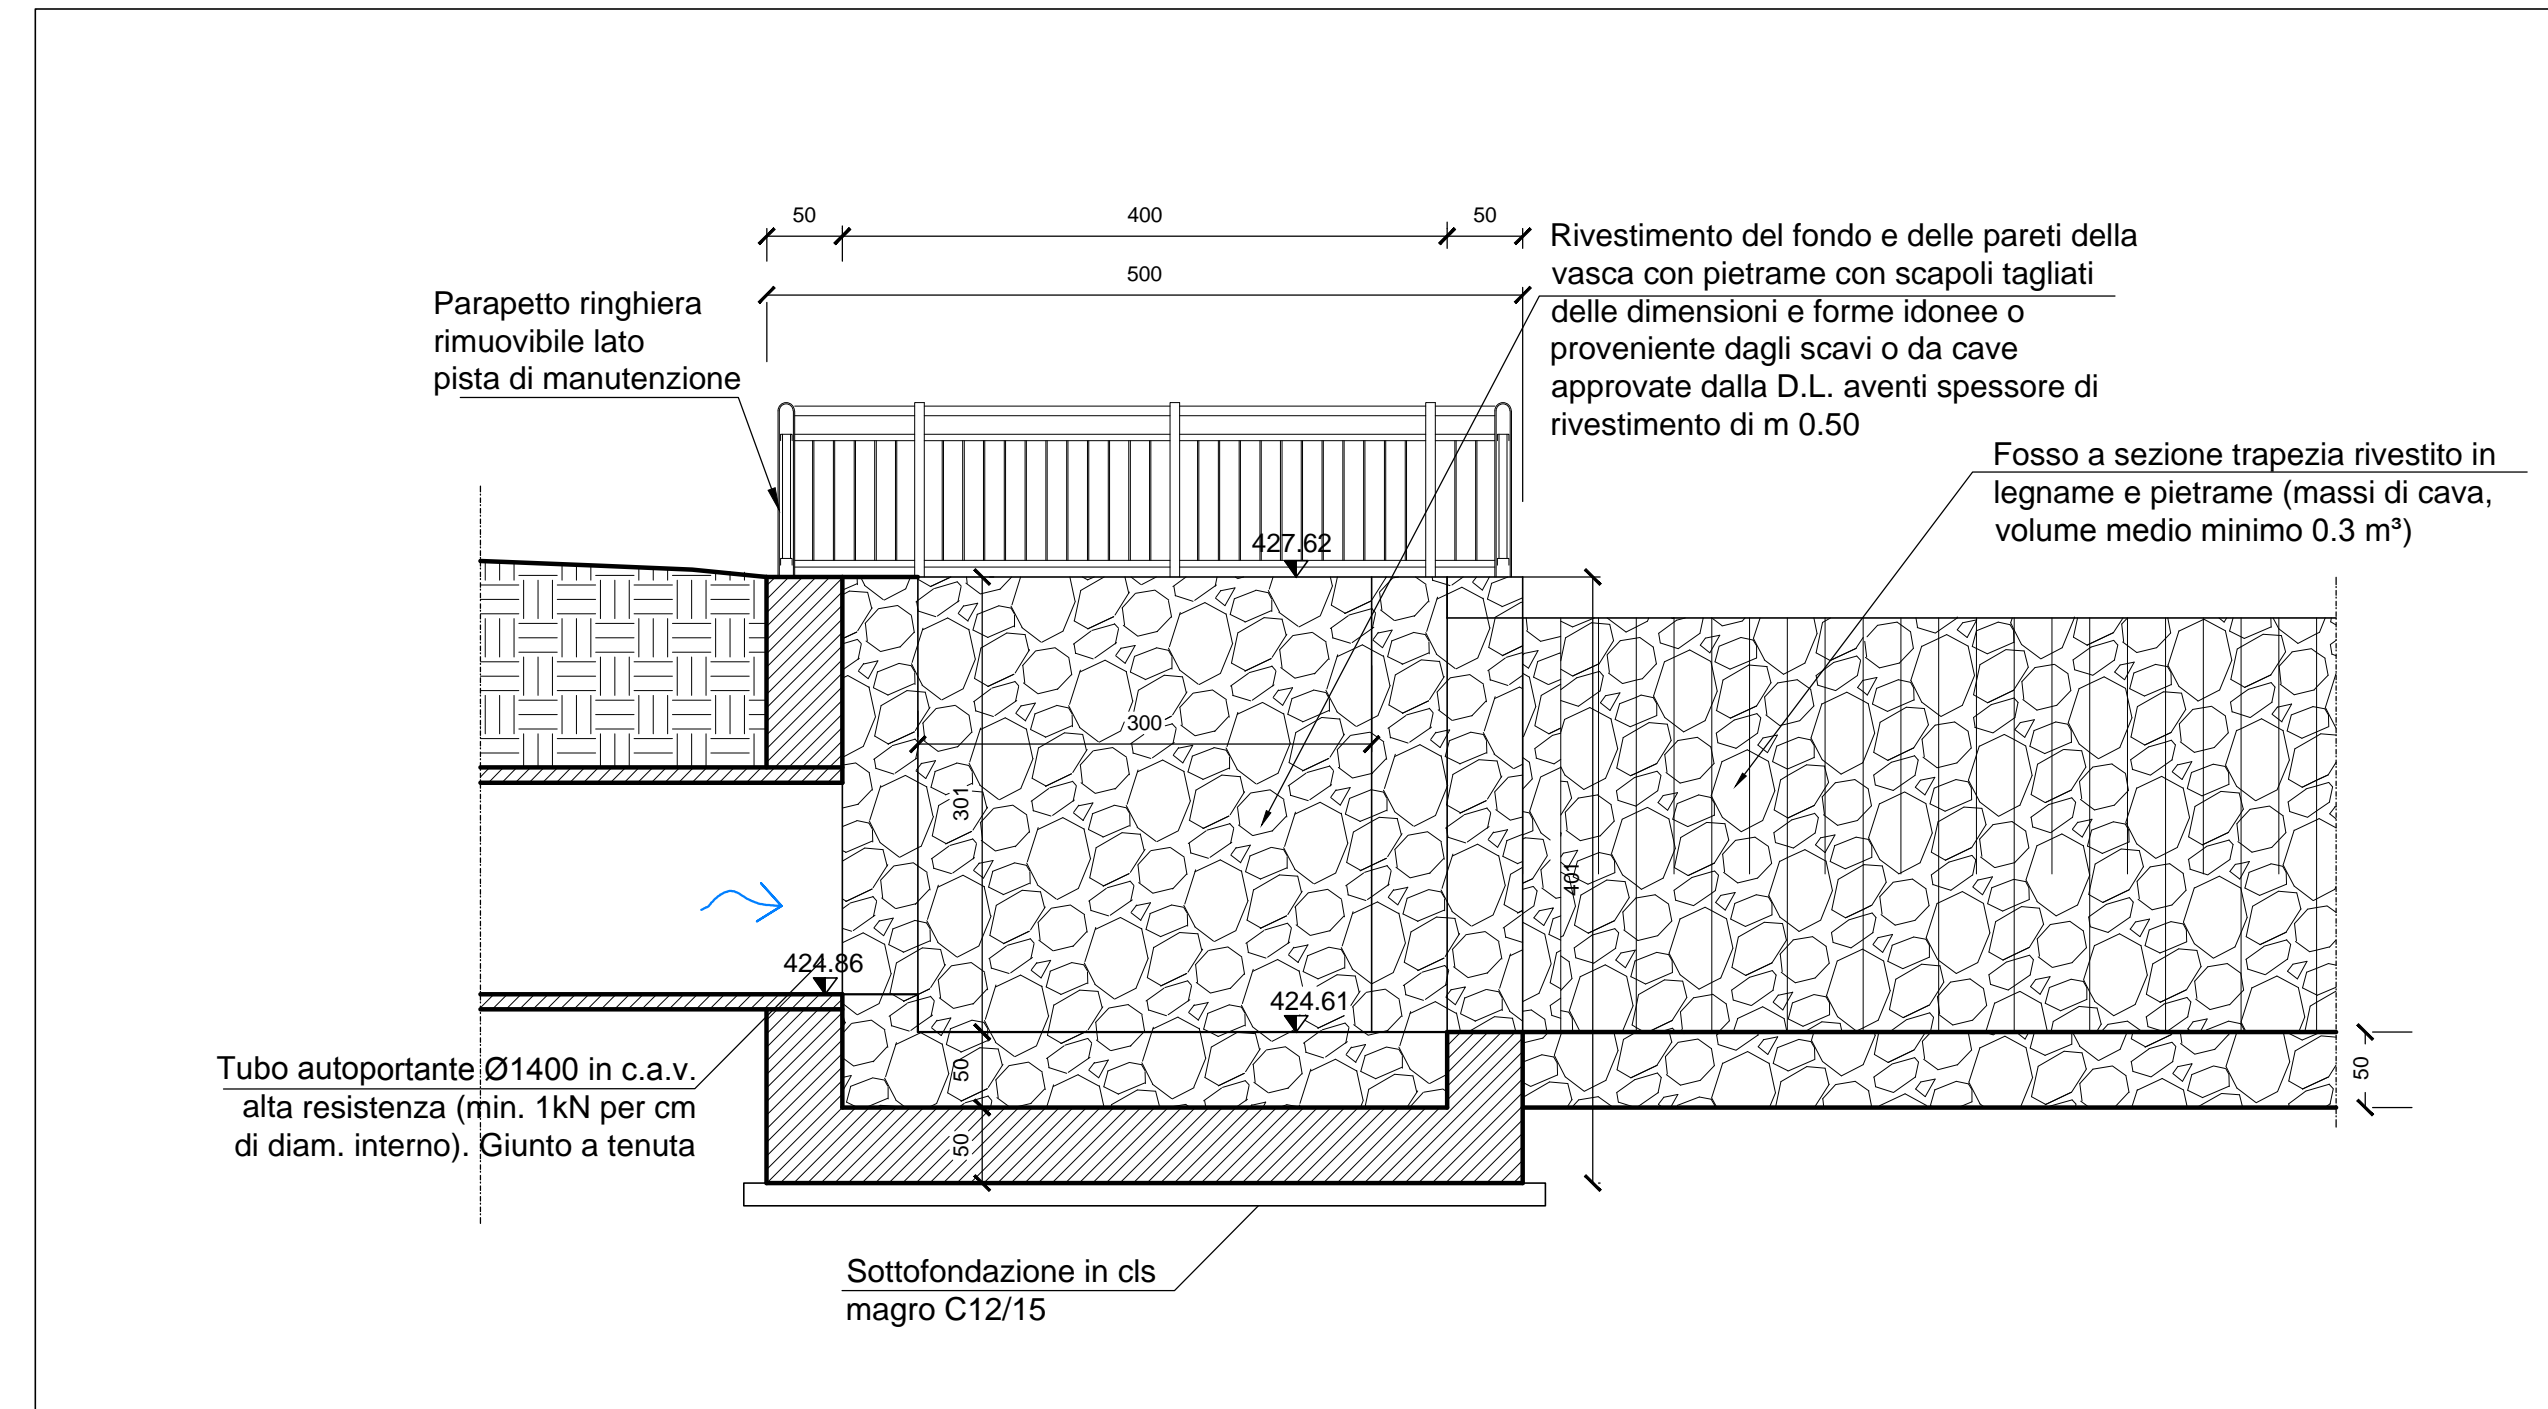 50
400
50
500
Rivestimento del fondo e delle pareti della
vasca con pietrame con scapoli tagliati
delle dimensioni e forme idonee o
proveniente dagli scavi o da cave
approvate dalla D.L. aventi spessore di
rivestimento di m 0.50
Parapetto ringhiera
rimuovibile lato
pista di manutenzione
Fosso a sezione trapezia rivestito in
legname e pietrame (massi di cava,
volume medio minimo 0.3 m³)
427.62
300
301
401
424.86
424.61
50
50
50
Tubo autoportante Ø1400 in c.a.v.
alta resistenza (min. 1kN per cm
di diam. interno). Giunto a tenuta
Sottofondazione in cls
magro C12/15